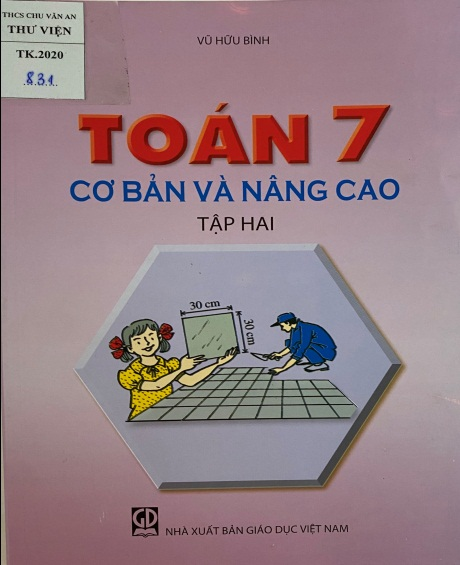 THCS CHU VĂN AN
THƯ VIỆN
TK.2020
831
VŨ HỮU BÌNH
TOÁN 7
CƠ BẢN VÀ NÂNG CAO
TẬP HAI
30 cm
30 cm
GD
NHÀ XUẤT BẢN GIÁO DỤC VIỆT NAM